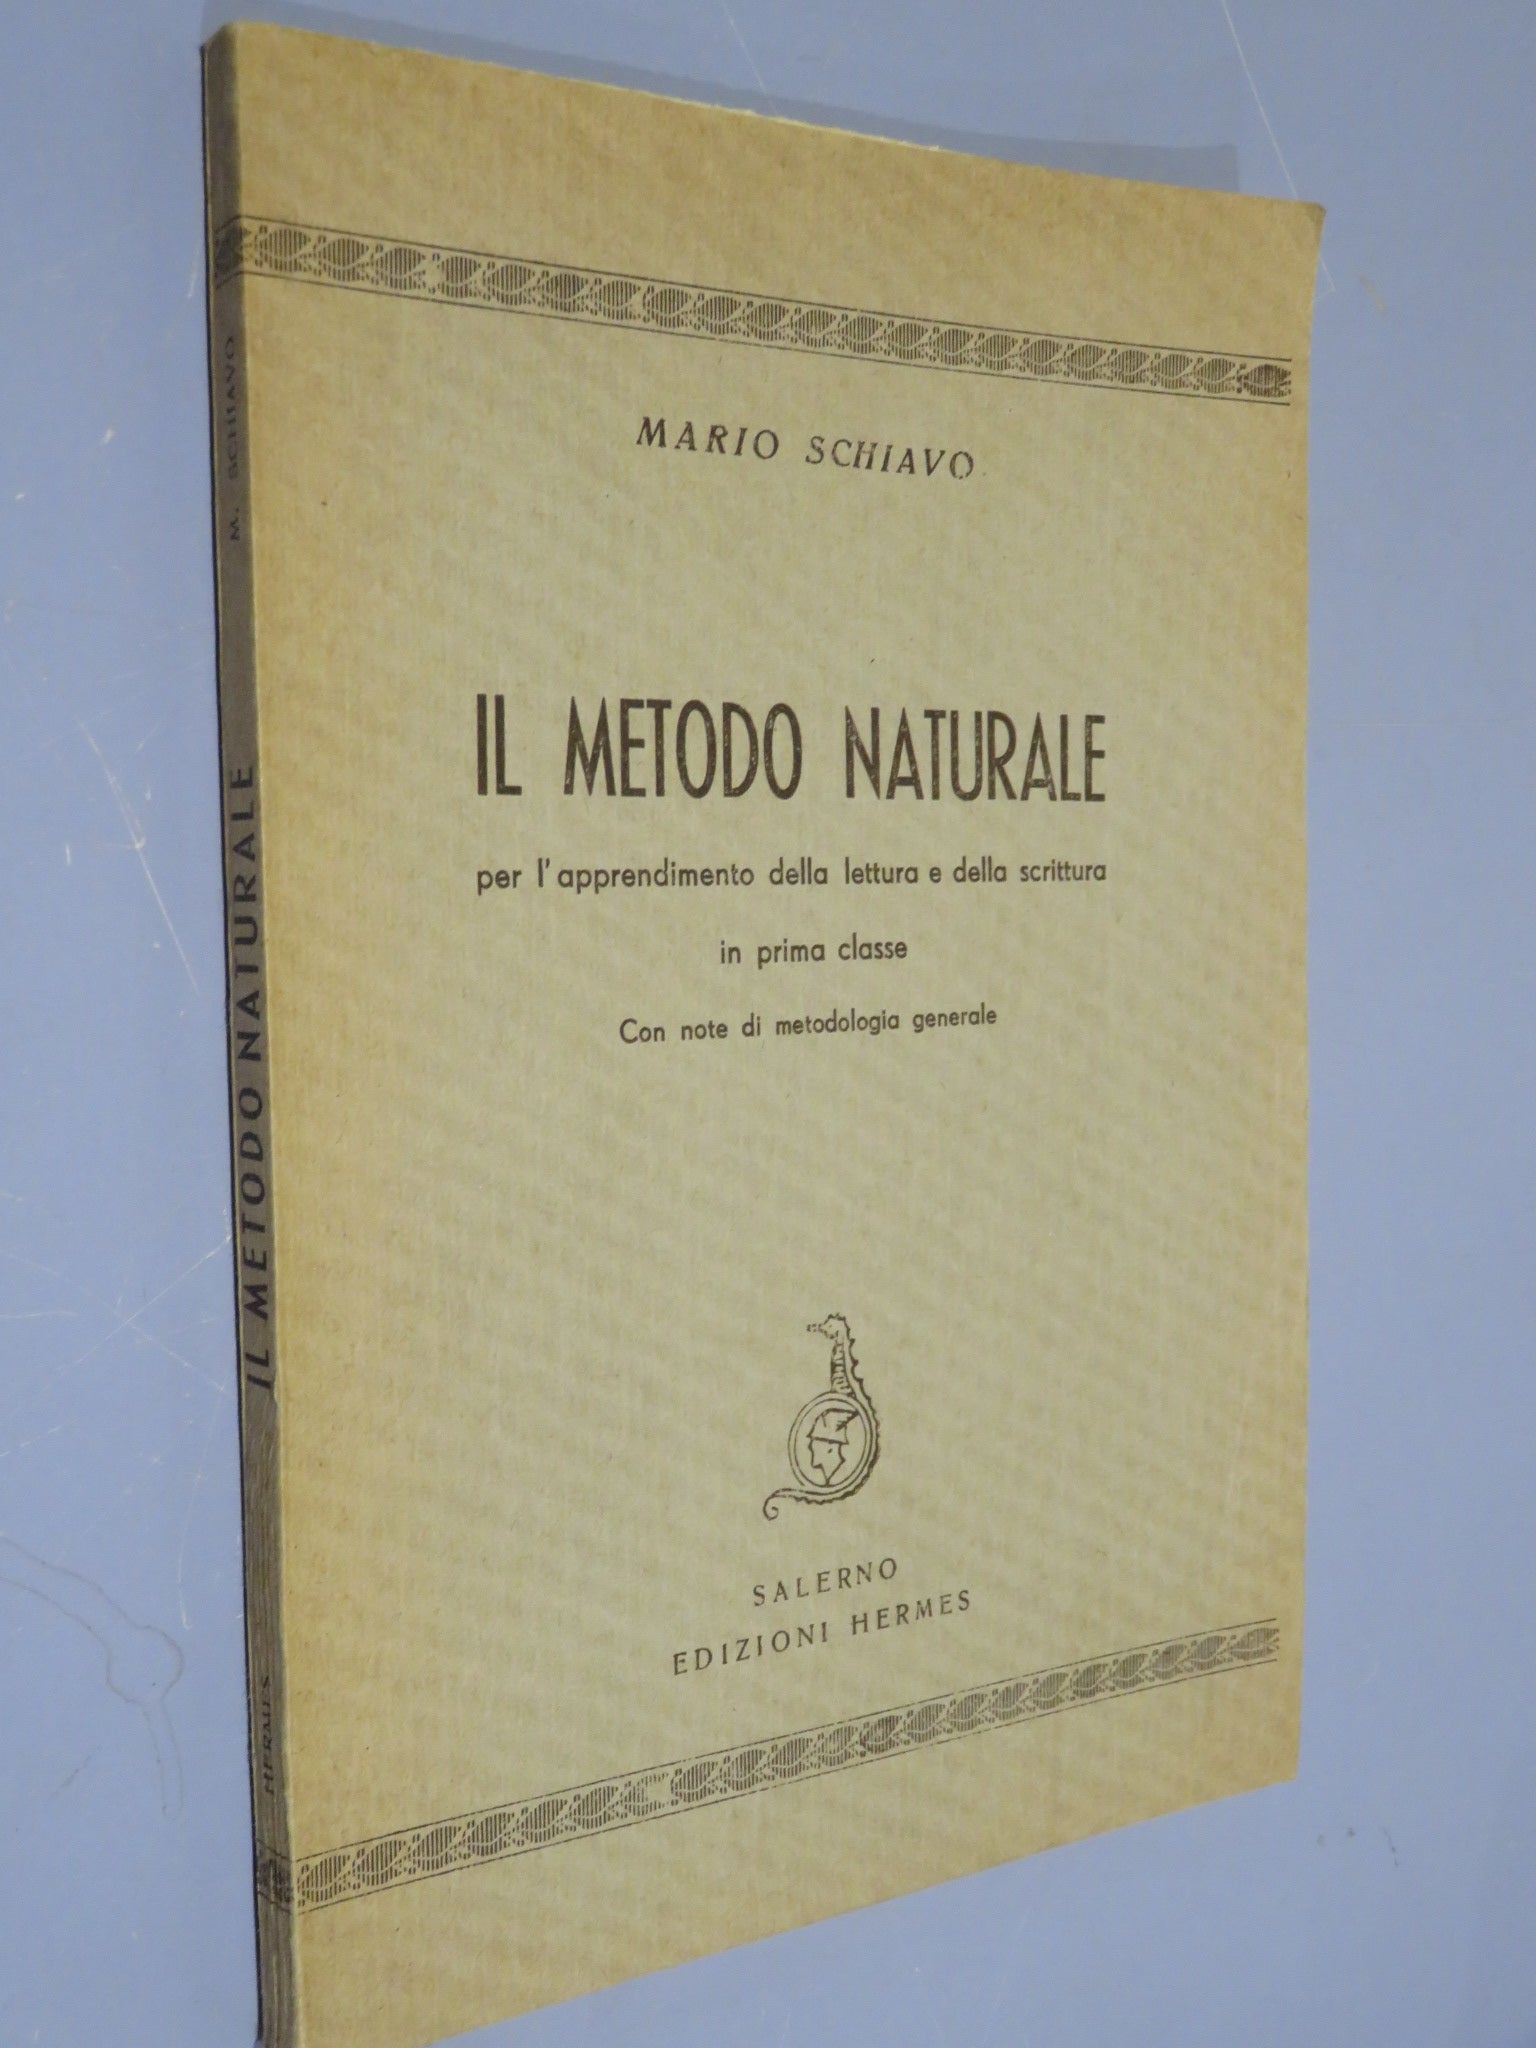 MARIO SCHIAVO
IL METODO NATURALE
per l'apprendimento della lettura e della scrittura
in prima classe
Con note di metodologia generale
SALERNO
EDIZIONI HERMES
M. SCHIAVO
IL METODO NATURALE
HERMES